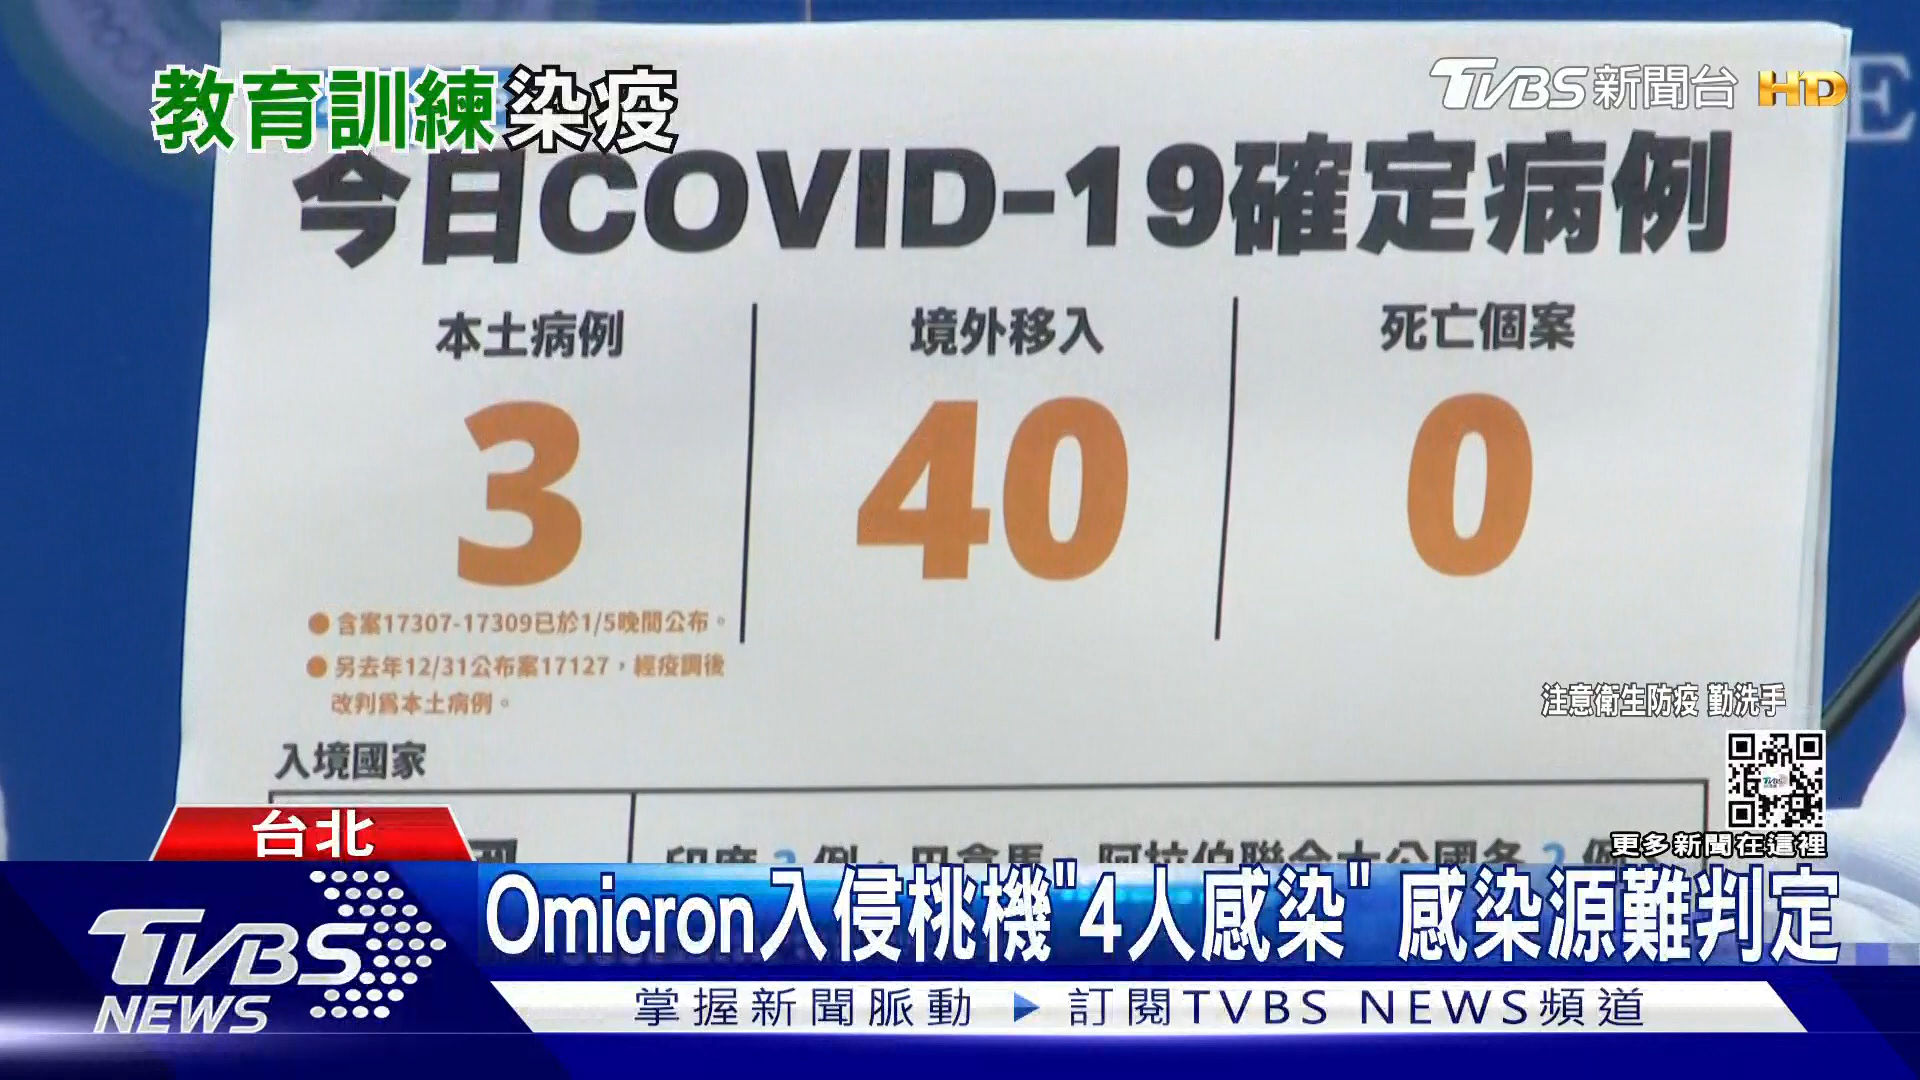 教育訓練染疫
TVBS新聞台 HD
E
今日COVID-19確定病例
本土病例
境外移入
死亡個案
3
40
0
●含案17307-17309已於1/5晚間公布。
●另去年12/31公布案17127,經疫調後
改判為本土病例。
注意衛生防疫 勤洗手
入境國家
TVBS
更多新聞在這裡
台北
Omicron入侵桃機"4人感染" 感染源難判定
TVBS NEWS
掌握新聞脈動 ▶ 訂閱TVBS NEWS頻道